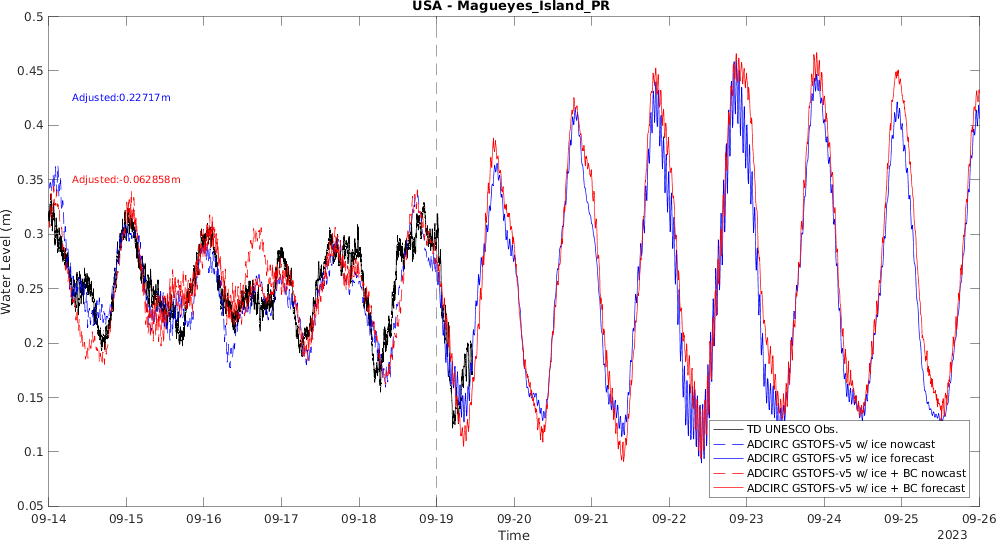 USA - Magueyes_Island_PR
0.5
0.45
0.4
0.35
0.3
0.25
0.2
0.15
0.1
0.05
Water Level (m)
Adjusted:0.22717m
Adjusted:-0.062858m
TD UNESCO Obs.
ADCIRC GSTOFS-v5 w/ ice nowcast
ADCIRC GSTOFS-v5 w/ ice forecast
ADCIRC GSTOFS-v5 w/ ice + BC nowcast
ADCIRC GSTOFS-v5 w/ ice + BC forecast
09-14 09-15 09-16 09-17 09-18 09-19 09-20 09-21 09-22 09-23 09-24 09-25 09-26
Time
2023